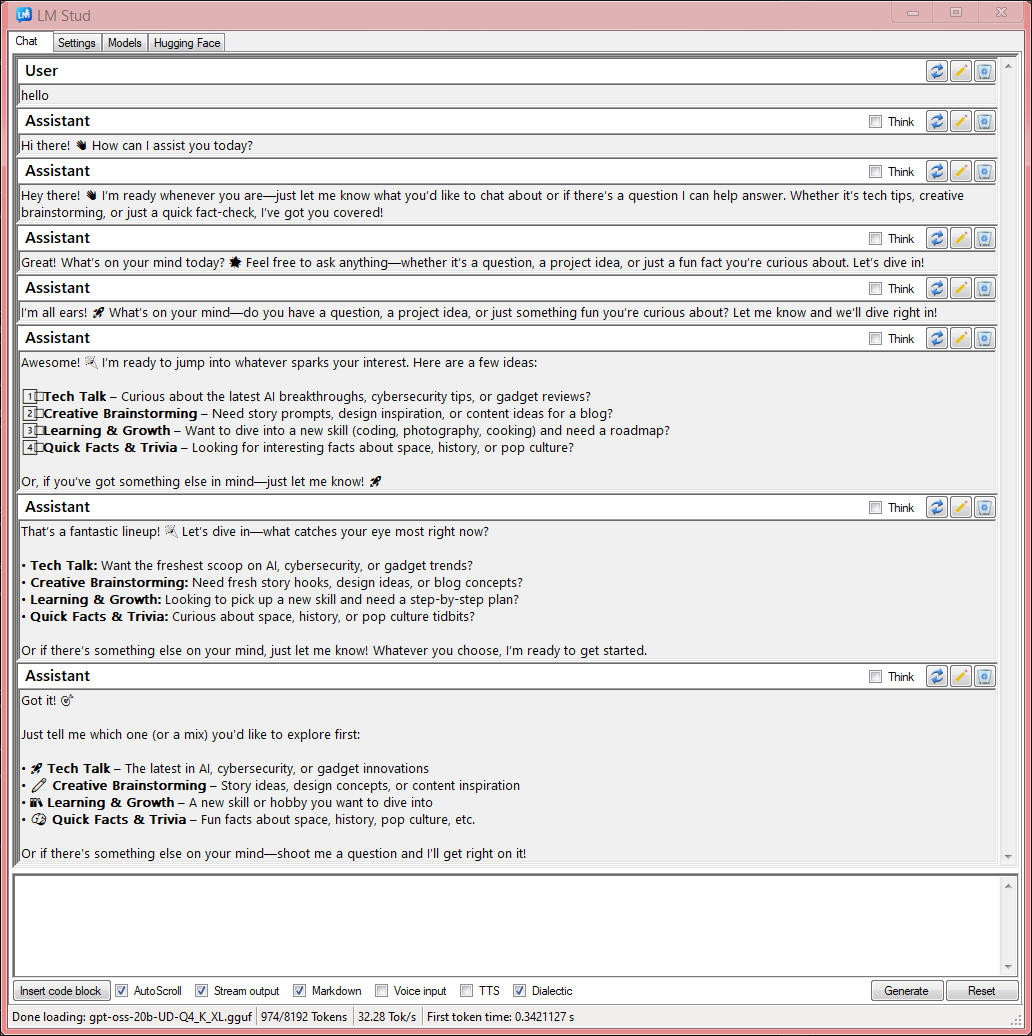 LM Stud
Chat Settings Models Hugging Face
User
hello
Assistant Think
Hi there! 👋 How can I assist you today?
Assistant Think
Hey there! 👋 I'm ready whenever you are—just let me know what you'd like to chat about or if there's a question I can help answer. Whether it's tech tips, creative
brainstorming, or just a quick fact-check, I've got you covered!
Assistant Think
Great! What's on your mind today? 🌟 Feel free to ask anything—whether it's a question, a project idea, or just a fun fact you're curious about. Let's dive in!
Assistant Think
I'm all ears! 🚀 What's on your mind—do you have a question, a project idea, or just something fun you're curious about? Let me know and we'll dive right in!
Assistant Think
Awesome! 🎉 I'm ready to jump into whatever sparks your interest. Here are a few ideas:
1 Tech Talk – Curious about the latest AI breakthroughs, cybersecurity tips, or gadget reviews?
2 Creative Brainstorming – Need story prompts, design inspiration, or content ideas for a blog?
3 Learning & Growth – Want to dive into a new skill (coding, photography, cooking) and need a roadmap?
4 Quick Facts & Trivia – Looking for interesting facts about space, history, or pop culture?
Or, if you've got something else in mind—just let me know! 🚀
Assistant Think
That's a fantastic lineup! 🎉 Let's dive in—what catches your eye most right now?
• Tech Talk: Want the freshest scoop on AI, cybersecurity, or gadget trends?
• Creative Brainstorming: Need fresh story hooks, design ideas, or blog concepts?
• Learning & Growth: Looking to pick up a new skill and need a step-by-step plan?
• Quick Facts & Trivia: Curious about space, history, or pop culture tidbits?
Or if there's something else on your mind, just let me know! Whatever you choose, I'm ready to get started.
Assistant Think
Got it! 🎯
Just tell me which one (or a mix) you'd like to explore first:
• 🚀 Tech Talk – The latest in AI, cybersecurity, or gadget innovations
• 🖊 Creative Brainstorming – Story ideas, design concepts, or content inspiration
• 📚 Learning & Growth – A new skill or hobby you want to dive into
• 🎨 Quick Facts & Trivia – Fun facts about space, history, pop culture, etc.
Or if there's something else on your mind—shoot me a question and I'll get right on it!
Insert code block AutoScroll Stream output Markdown Voice input TTS Dialectic Generate Reset
Done loading: gpt-oss-20b-UD-Q4_K_XL.gguf 974/8192 Tokens 32.28 Tok/s First token time: 0.3421127 s